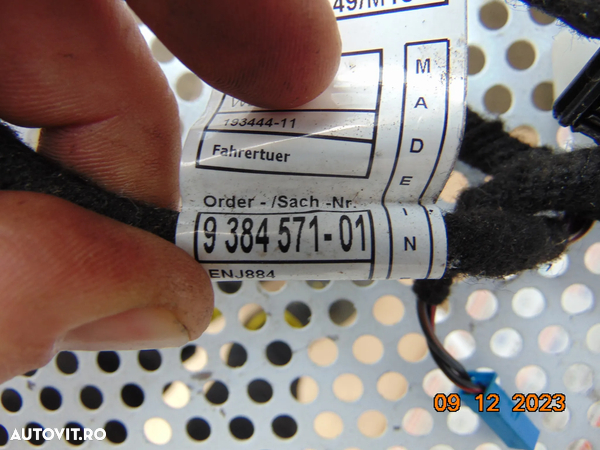 193444-11
Fahrertuer
Order - /Sach -Nr.
9 384 571-01
ENJ884
MADE IN
09 12 2023
AUTOVIT.RO